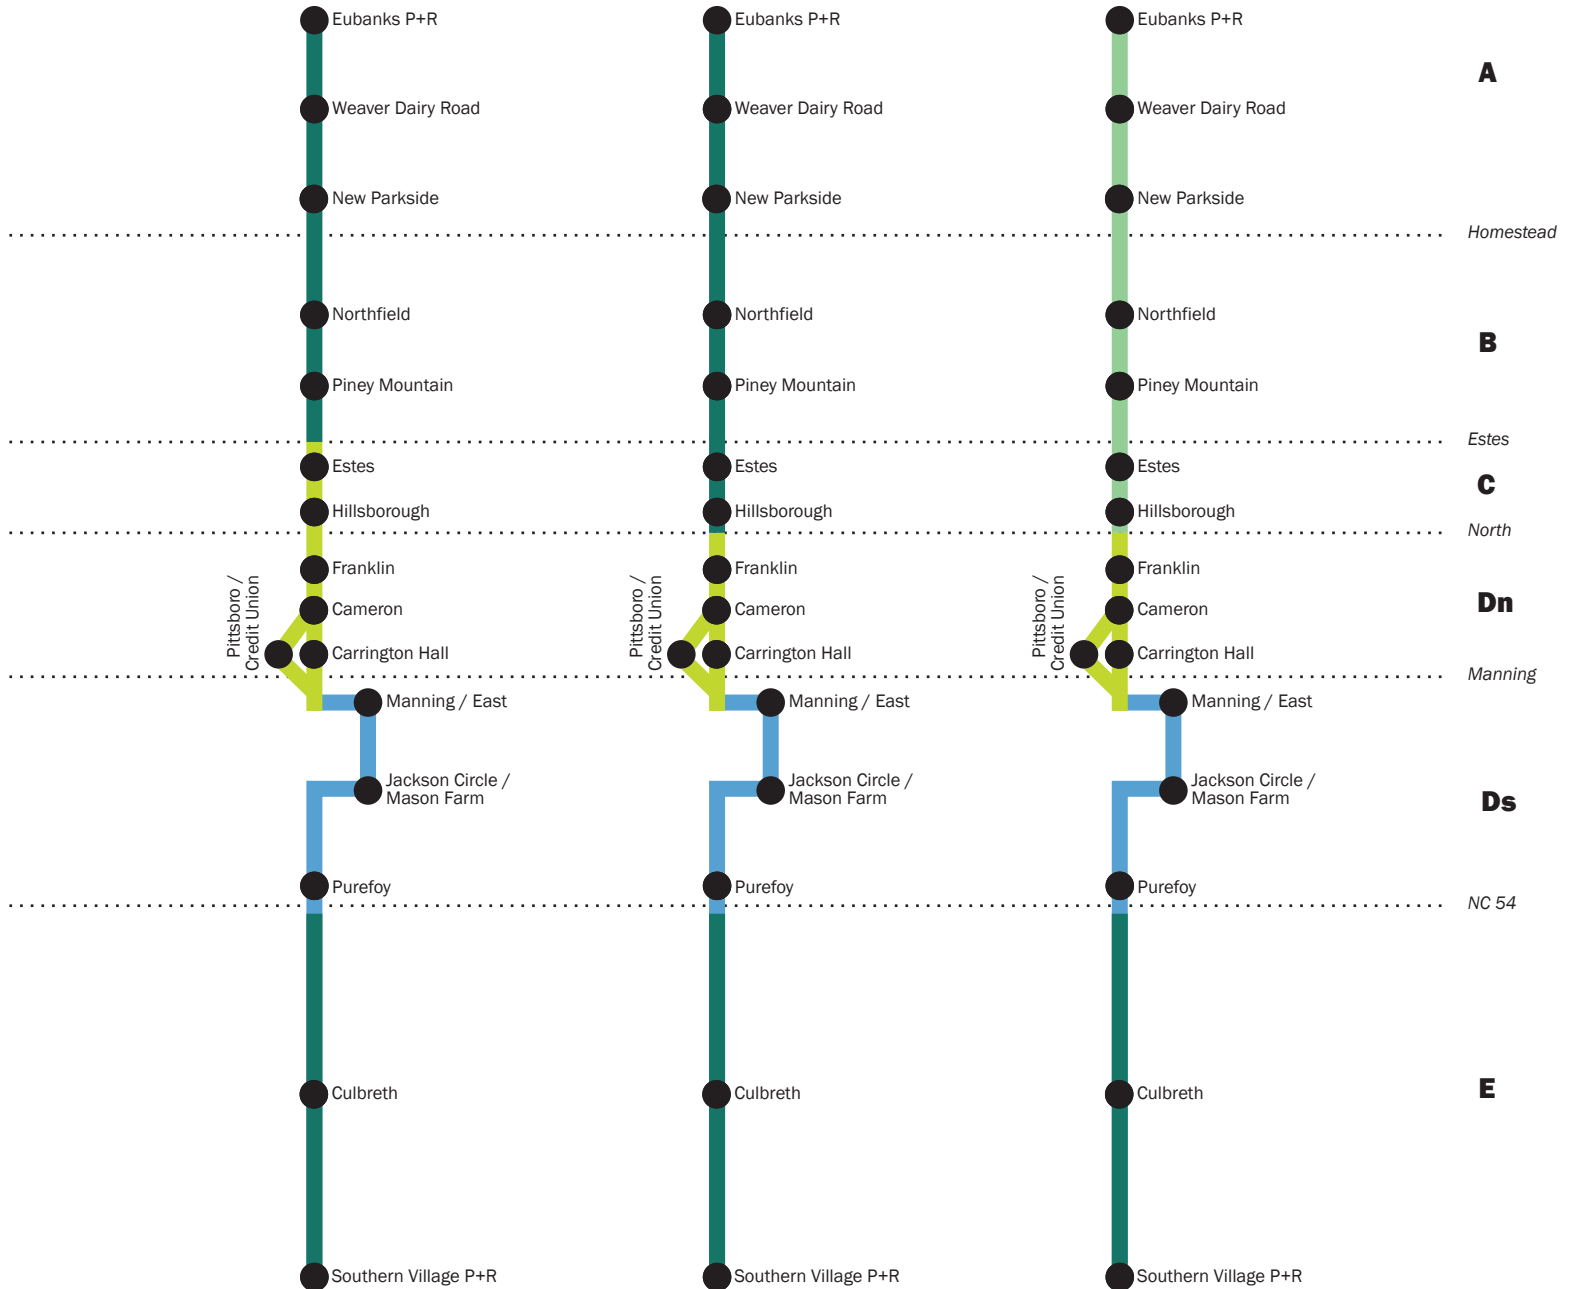 Eubanks P+R
Eubanks P+R
Eubanks P+R
A
Weaver Dairy Road
Weaver Dairy Road
Weaver Dairy Road
New Parkside
New Parkside
New Parkside
Homestead
Northfield
Northfield
Northfield
B
Piney Mountain
Piney Mountain
Piney Mountain
Estes
Estes
Estes
Estes
C
Hillsborough
Hillsborough
Hillsborough
North
Franklin
Franklin
Franklin
Dn
Cameron
Cameron
Cameron
Pittsboro /
Credit Union
Pittsboro /
Credit Union
Pittsboro /
Credit Union
Carrington Hall
Carrington Hall
Carrington Hall
Manning
Manning / East
Manning / East
Manning / East
Jackson Circle /
Mason Farm
Jackson Circle /
Mason Farm
Jackson Circle /
Mason Farm
Ds
Purefoy
Purefoy
Purefoy
NC 54
Culbreth
Culbreth
Culbreth
E
Southern Village P+R
Southern Village P+R
Southern Village P+R